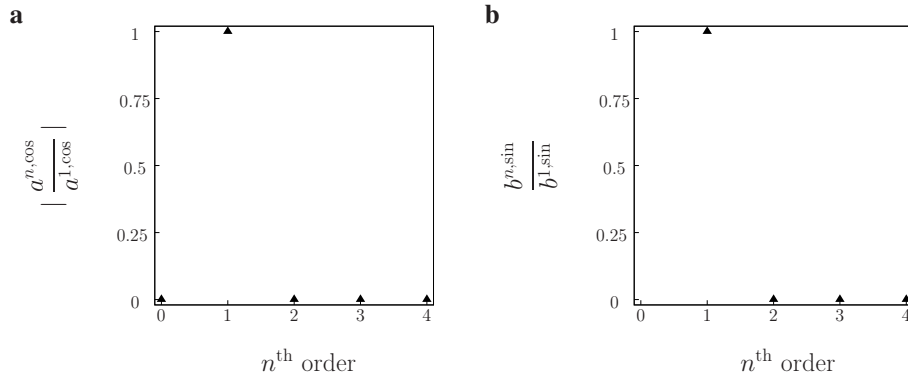 a
1
0.75
0.5
0.25
0
0 1 2 3 4
| a^{n,cos} / a^{1,cos} |
n^{th} order
b
1
0.75
0.5
0.25
0
0 1 2 3 4
b^{n,sin} / b^{1,sin}
n^{th} order